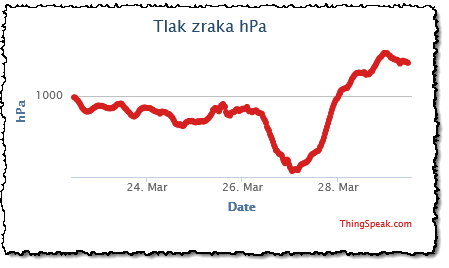 Tlak zraka hPa
1000
hPa
24. Mar
26. Mar
28. Mar
Date
ThingSpeak.com